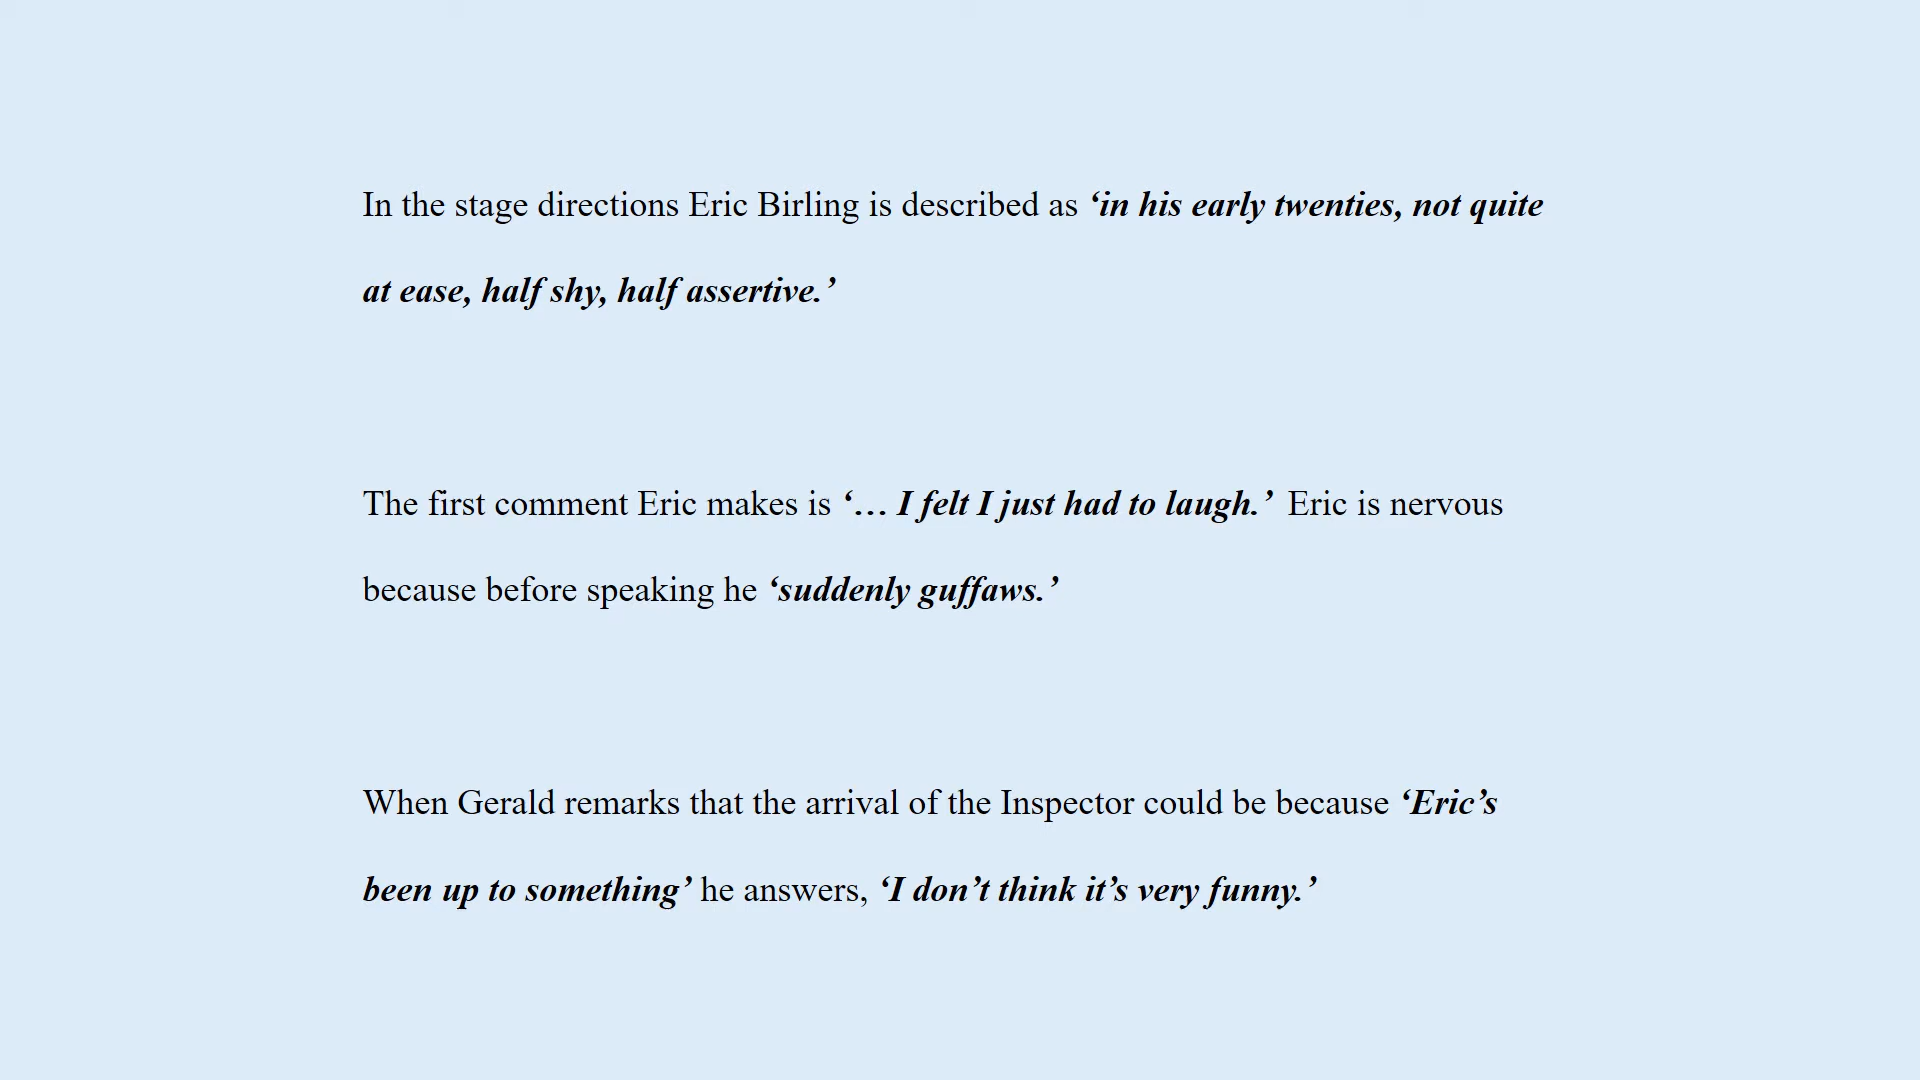 In the stage directions Eric Birling is described as ‘in his early twenties, not quite
at ease, half shy, half assertive.’
The first comment Eric makes is ‘… I felt I just had to laugh.’ Eric is nervous
because before speaking he ‘suddenly guffaws.’
When Gerald remarks that the arrival of the Inspector could be because ‘Eric’s
been up to something’ he answers, ‘I don’t think it’s very funny.’